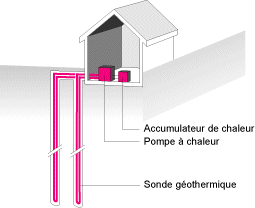 Accumulateur de chaleur
Pompe à chaleur
Sonde géothermique